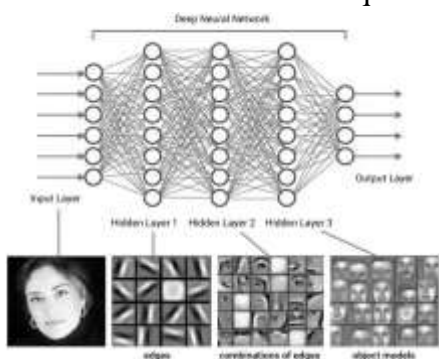 Deep Neural Network
Input Layer
Output Layer
Hidden Layer 1
Hidden Layer 2
Hidden Layer 3
edges
combinations of edges
object models